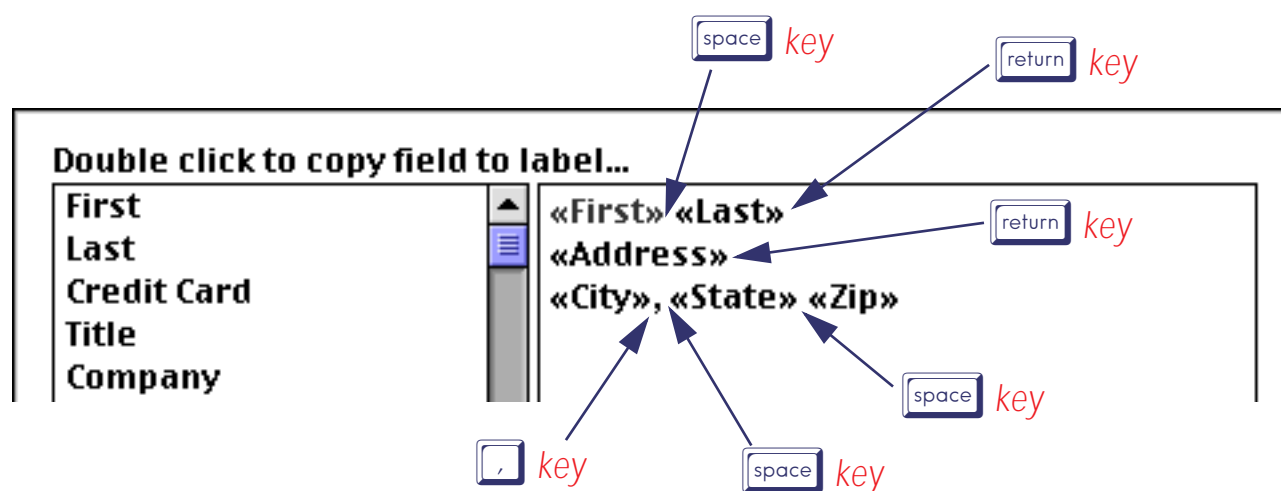 space key
return key
Double click to copy field to label...
First
Last
Credit Card
Title
Company
«First» «Last»
«Address»
«City», «State» «Zip»
return key
space key
, key
space key